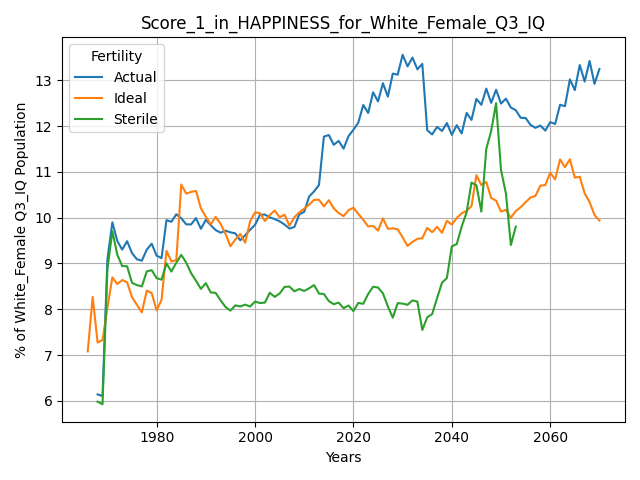 Score_1_in_HAPPINESS_for_White_Female_Q3_IQ
Fertility
Actual
Ideal
Sterile
% of White_Female Q3_IQ Population
13
12
11
10
9
8
7
6
1980
2000
2020
2040
2060
Years